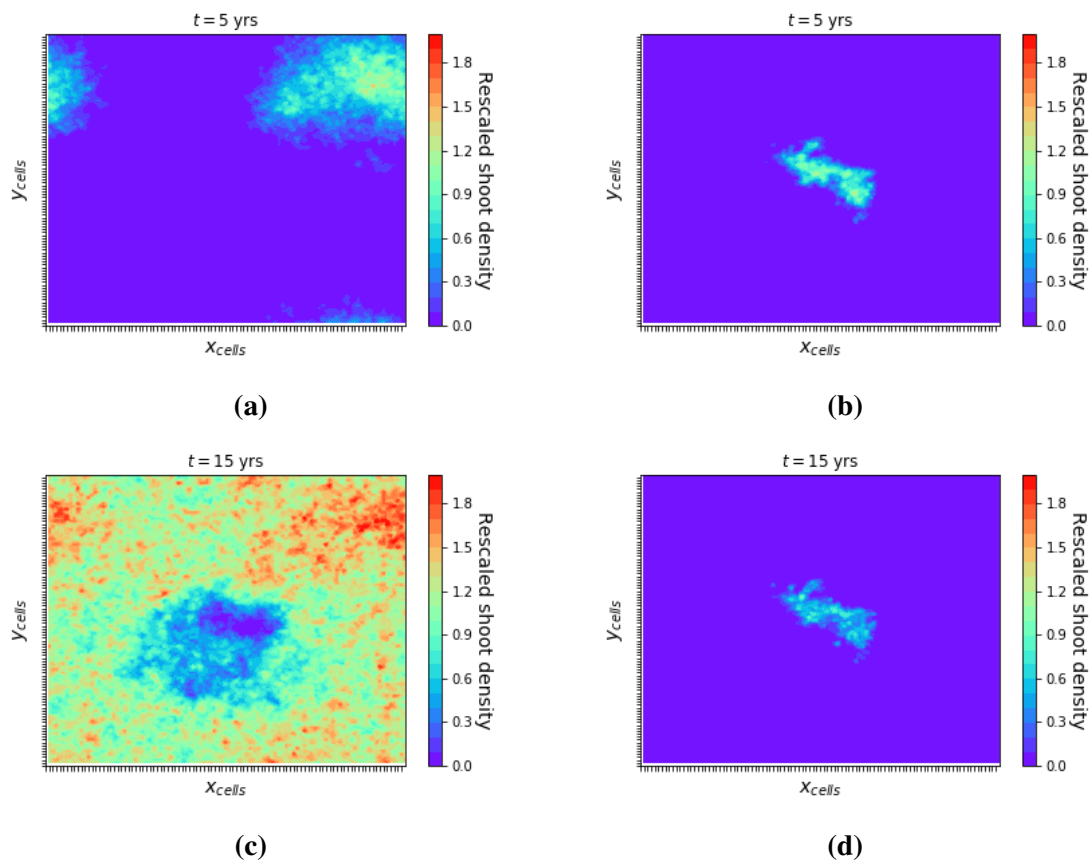 t = 5 yrs
y_cells
x_cells
1.8
1.5
1.2
0.9
0.6
0.3
0.0
Rescaled shoot density
(a)
t = 5 yrs
y_cells
x_cells
1.8
1.5
1.2
0.9
0.6
0.3
0.0
Rescaled shoot density
(b)
t = 15 yrs
y_cells
x_cells
1.8
1.5
1.2
0.9
0.6
0.3
0.0
Rescaled shoot density
(c)
t = 15 yrs
y_cells
x_cells
1.8
1.5
1.2
0.9
0.6
0.3
0.0
Rescaled shoot density
(d)